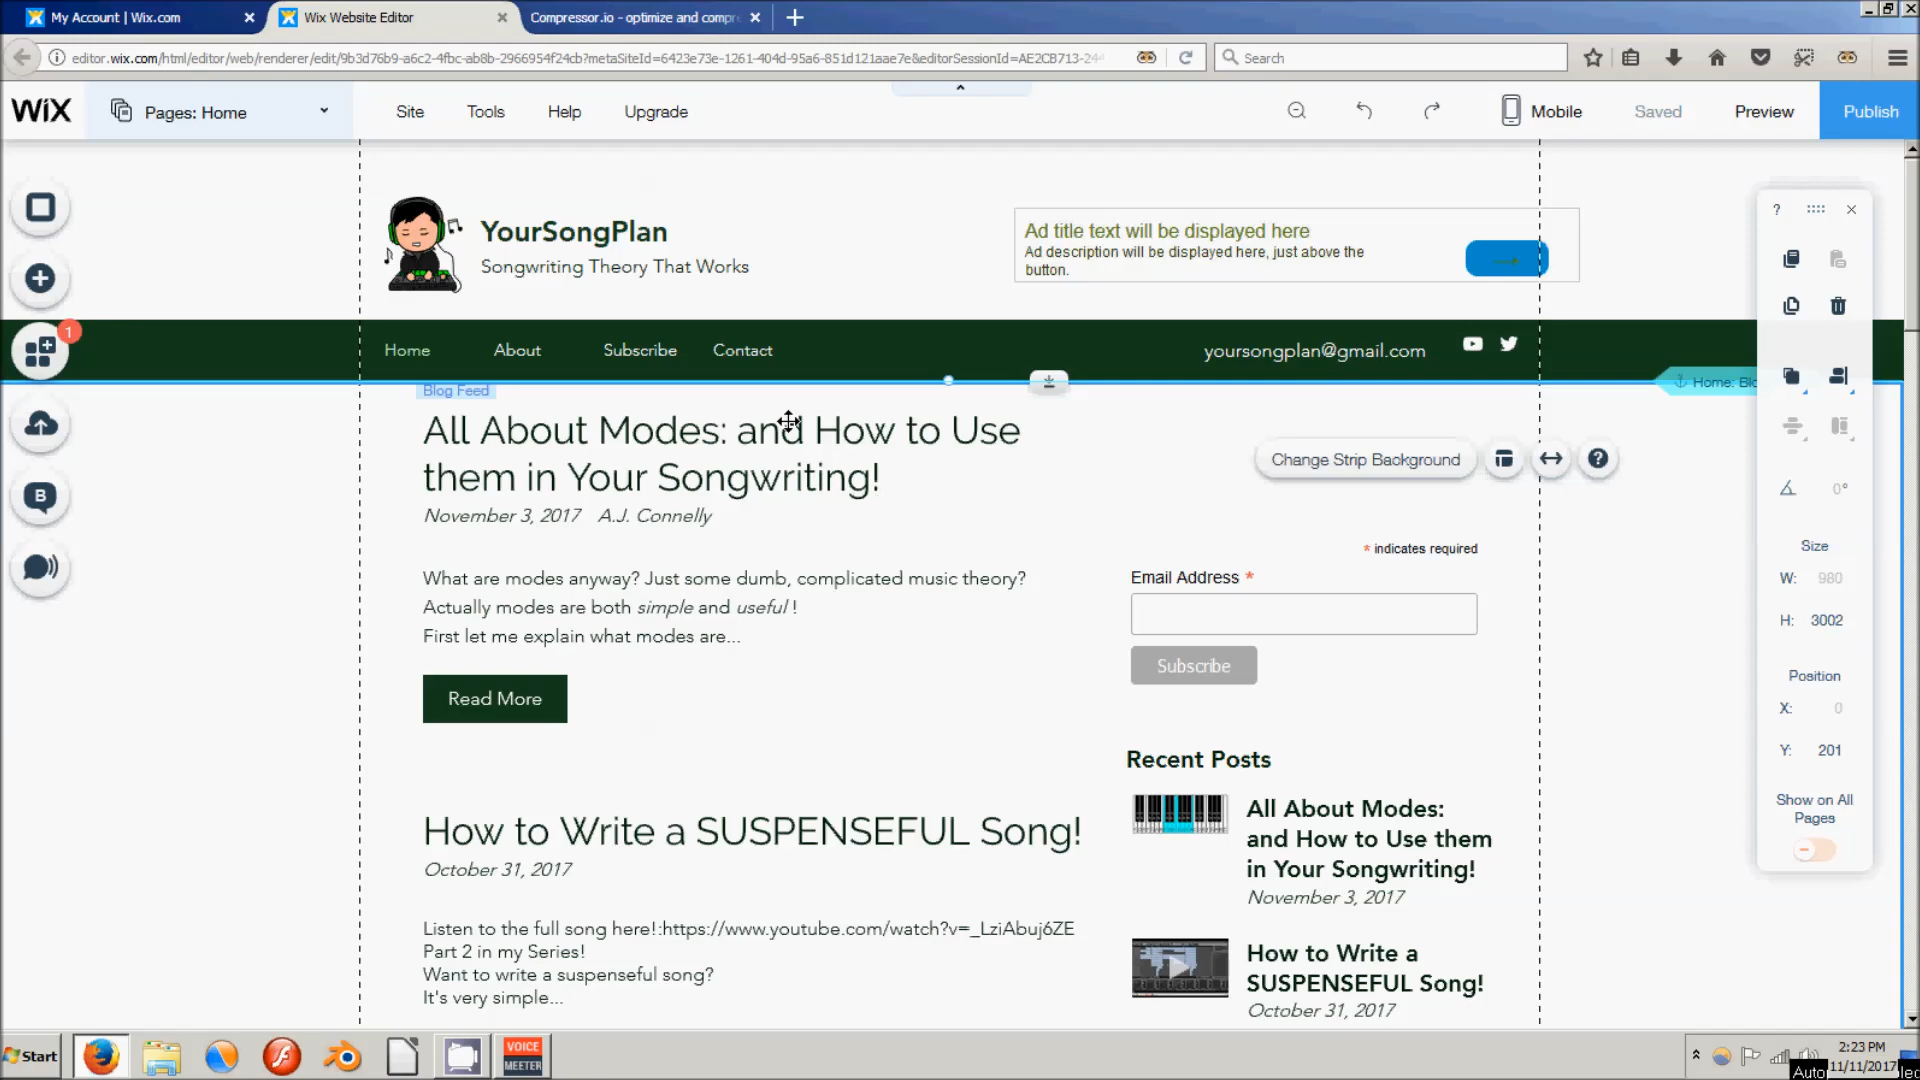 My Account | Wix.com
Wix Website Editor
Compressor.io - optimize and compr
editor.wix.com/html/editor/web/renderer/edit/9b3d76b9-a6c2-4fbc-ab8b-2966954f24cb?metaSiteId=6423e73e-1261-404d-95a6-851d121aae7e&editorSessionId=AE2CB713-24
Search
WiX
Pages: Home
Site
Tools
Help
Upgrade
Mobile
Saved
Preview
Publish
YourSongPlan
Songwriting Theory That Works
Ad title text will be displayed here
Ad description will be displayed here, just above the
button.
1
Home
About
Subscribe
Contact
yoursongplan@gmail.com
Blog Feed
Home: Blo
All About Modes: and How to Use
them in Your Songwriting!
November 3, 2017 A.J. Connelly
What are modes anyway? Just some dumb, complicated music theory?
Actually modes are both simple and useful !
First let me explain what modes are...
Read More
Change Strip Background
?
* indicates required
Email Address *
Subscribe
Recent Posts
All About Modes:
and How to Use them
in Your Songwriting!
November 3, 2017
How to Write a SUSPENSEFUL Song!
October 31, 2017
Listen to the full song here!:https://www.youtube.com/watch?v=_LziAbuj6ZE
Part 2 in my Series!
Want to write a suspenseful song?
It's very simple...
How to Write a
SUSPENSEFUL Song!
October 31, 2017
B
?
0°
Size
W: 980
H: 3002
Position
X: 0
Y: 201
Show on All
Pages
Start
VOICE
MEETER
2:23 PM
11/11/2017
Auto